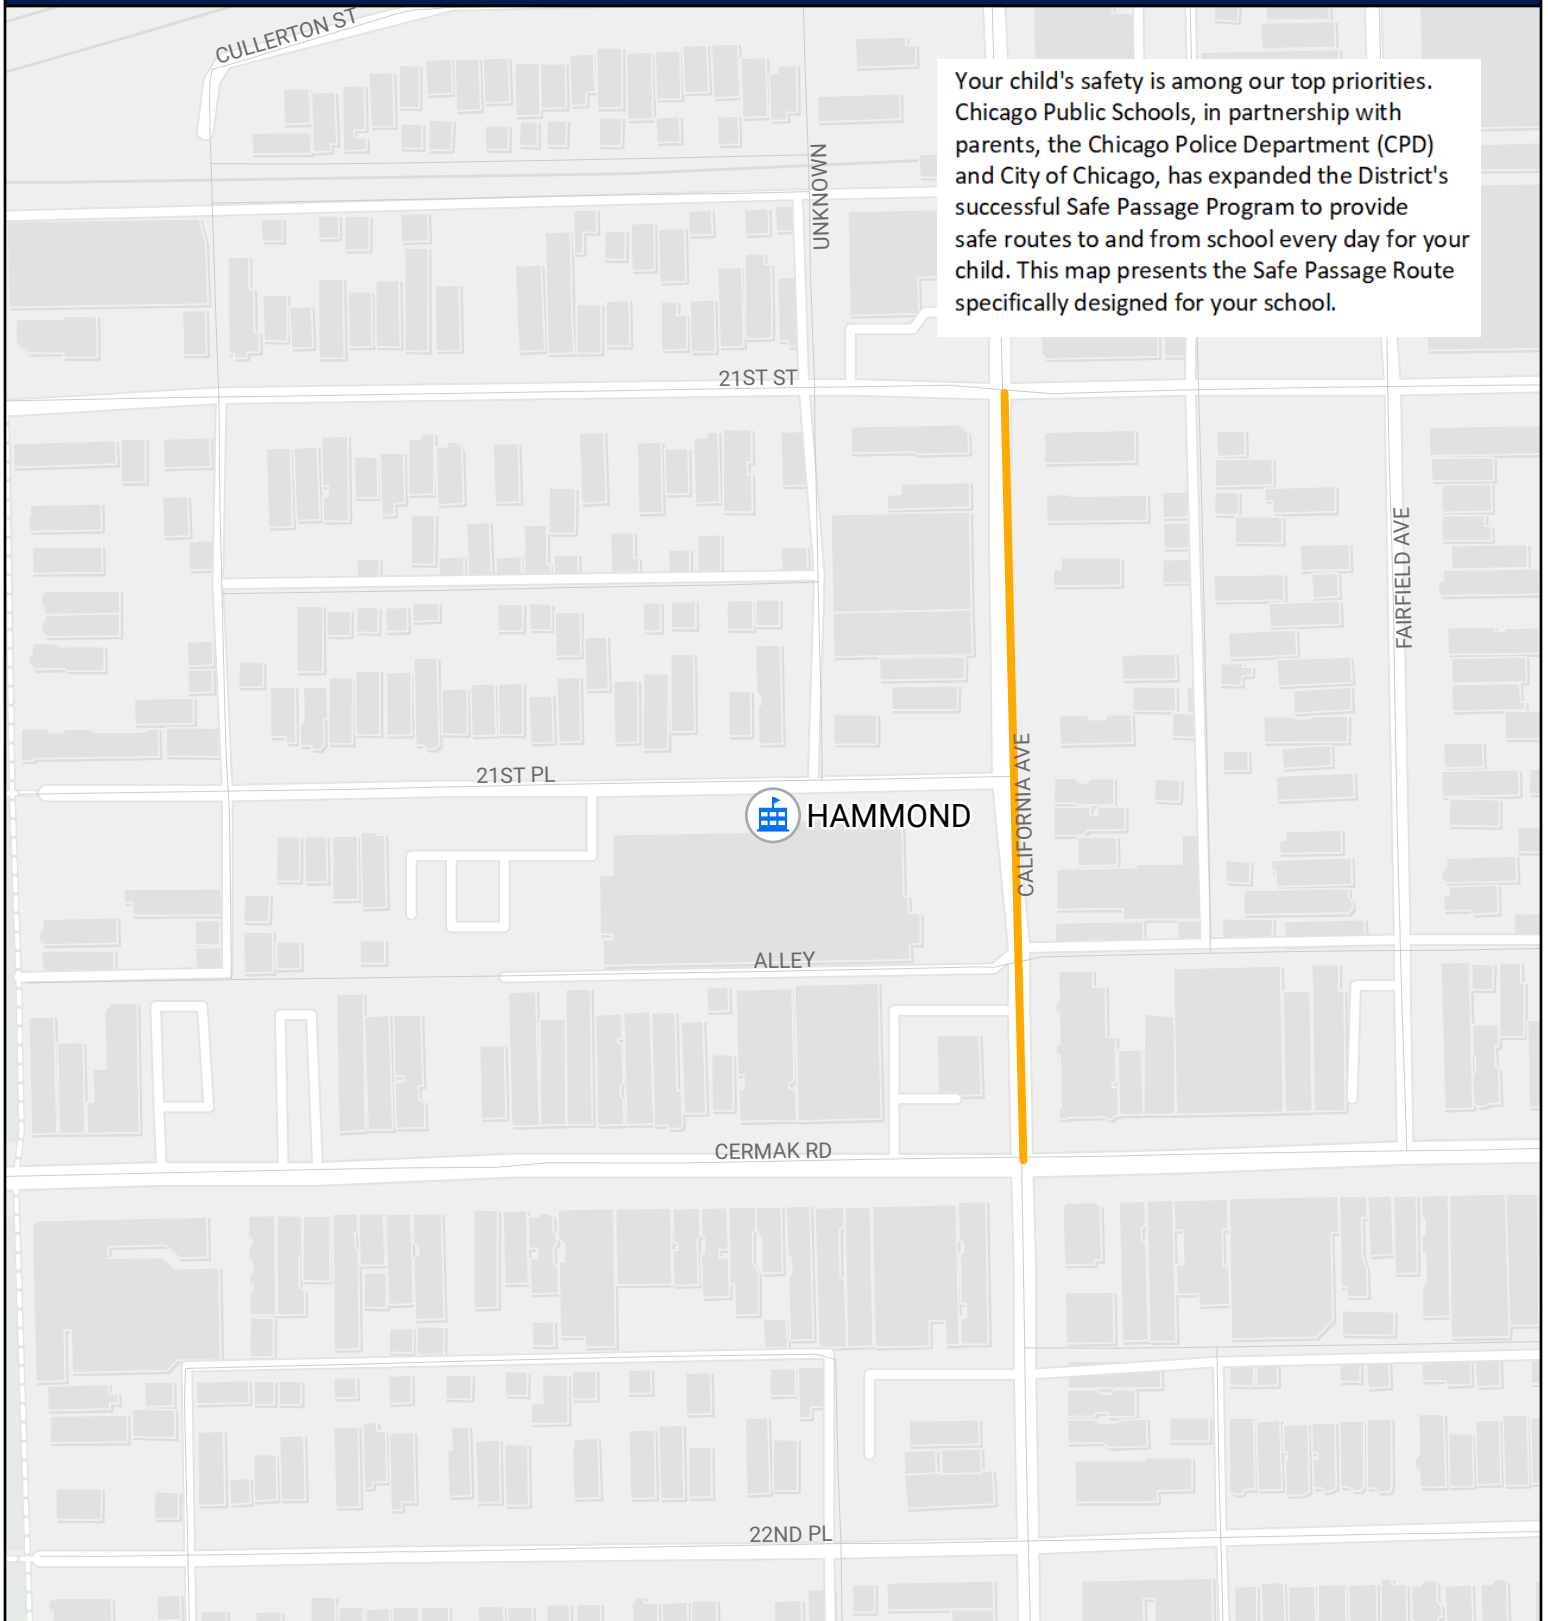 CULLERTON ST
Your child's safety is among our top priorities.
Chicago Public Schools, in partnership with
parents, the Chicago Police Department (CPD)
and City of Chicago, has expanded the District's
successful Safe Passage Program to provide
safe routes to and from school every day for your
child. This map presents the Safe Passage Route
specifically designed for your school.
UNKNOWN
21ST ST
FAIRFIELD AVE
21ST PL
CALIFORNIA AVE
HAMMOND
ALLEY
CERMAK RD
22ND PL